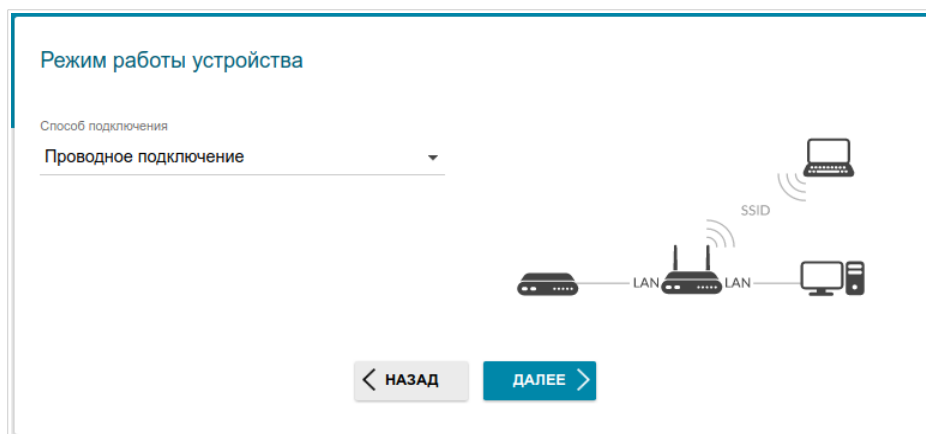 Режим работы устройства
Способ подключения
Проводное подключение
SSID
LAN
LAN
НАЗАД
ДАЛЕЕ